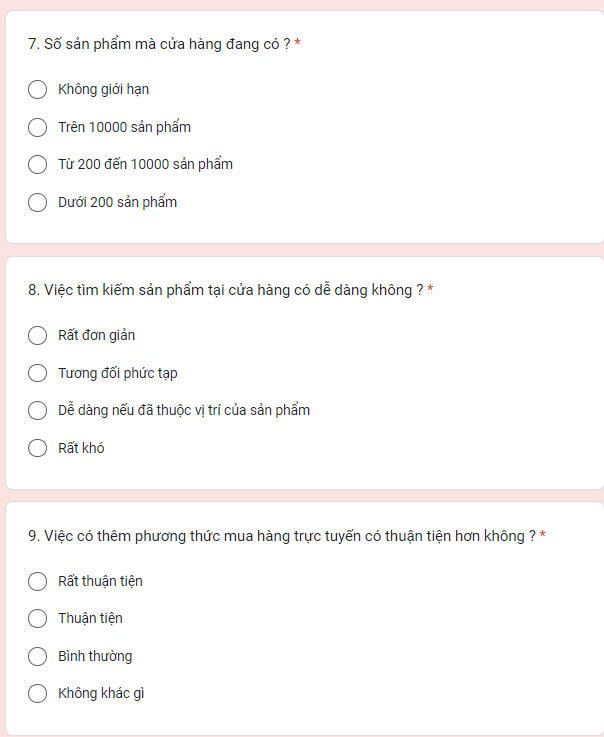 7. Số sản phẩm mà cửa hàng đang có ? *
Không giới hạn
Trên 10000 sản phẩm
Từ 200 đến 10000 sản phẩm
Dưới 200 sản phẩm
8. Việc tìm kiếm sản phẩm tại cửa hàng có dễ dàng không ? *
Rất đơn giản
Tương đối phức tạp
Dễ dàng nếu đã thuộc vị trí của sản phẩm
Rất khó
9. Việc có thêm phương thức mua hàng trực tuyến có thuận tiện hơn không ? *
Rất thuận tiện
Thuận tiện
Bình thường
Không khác gì